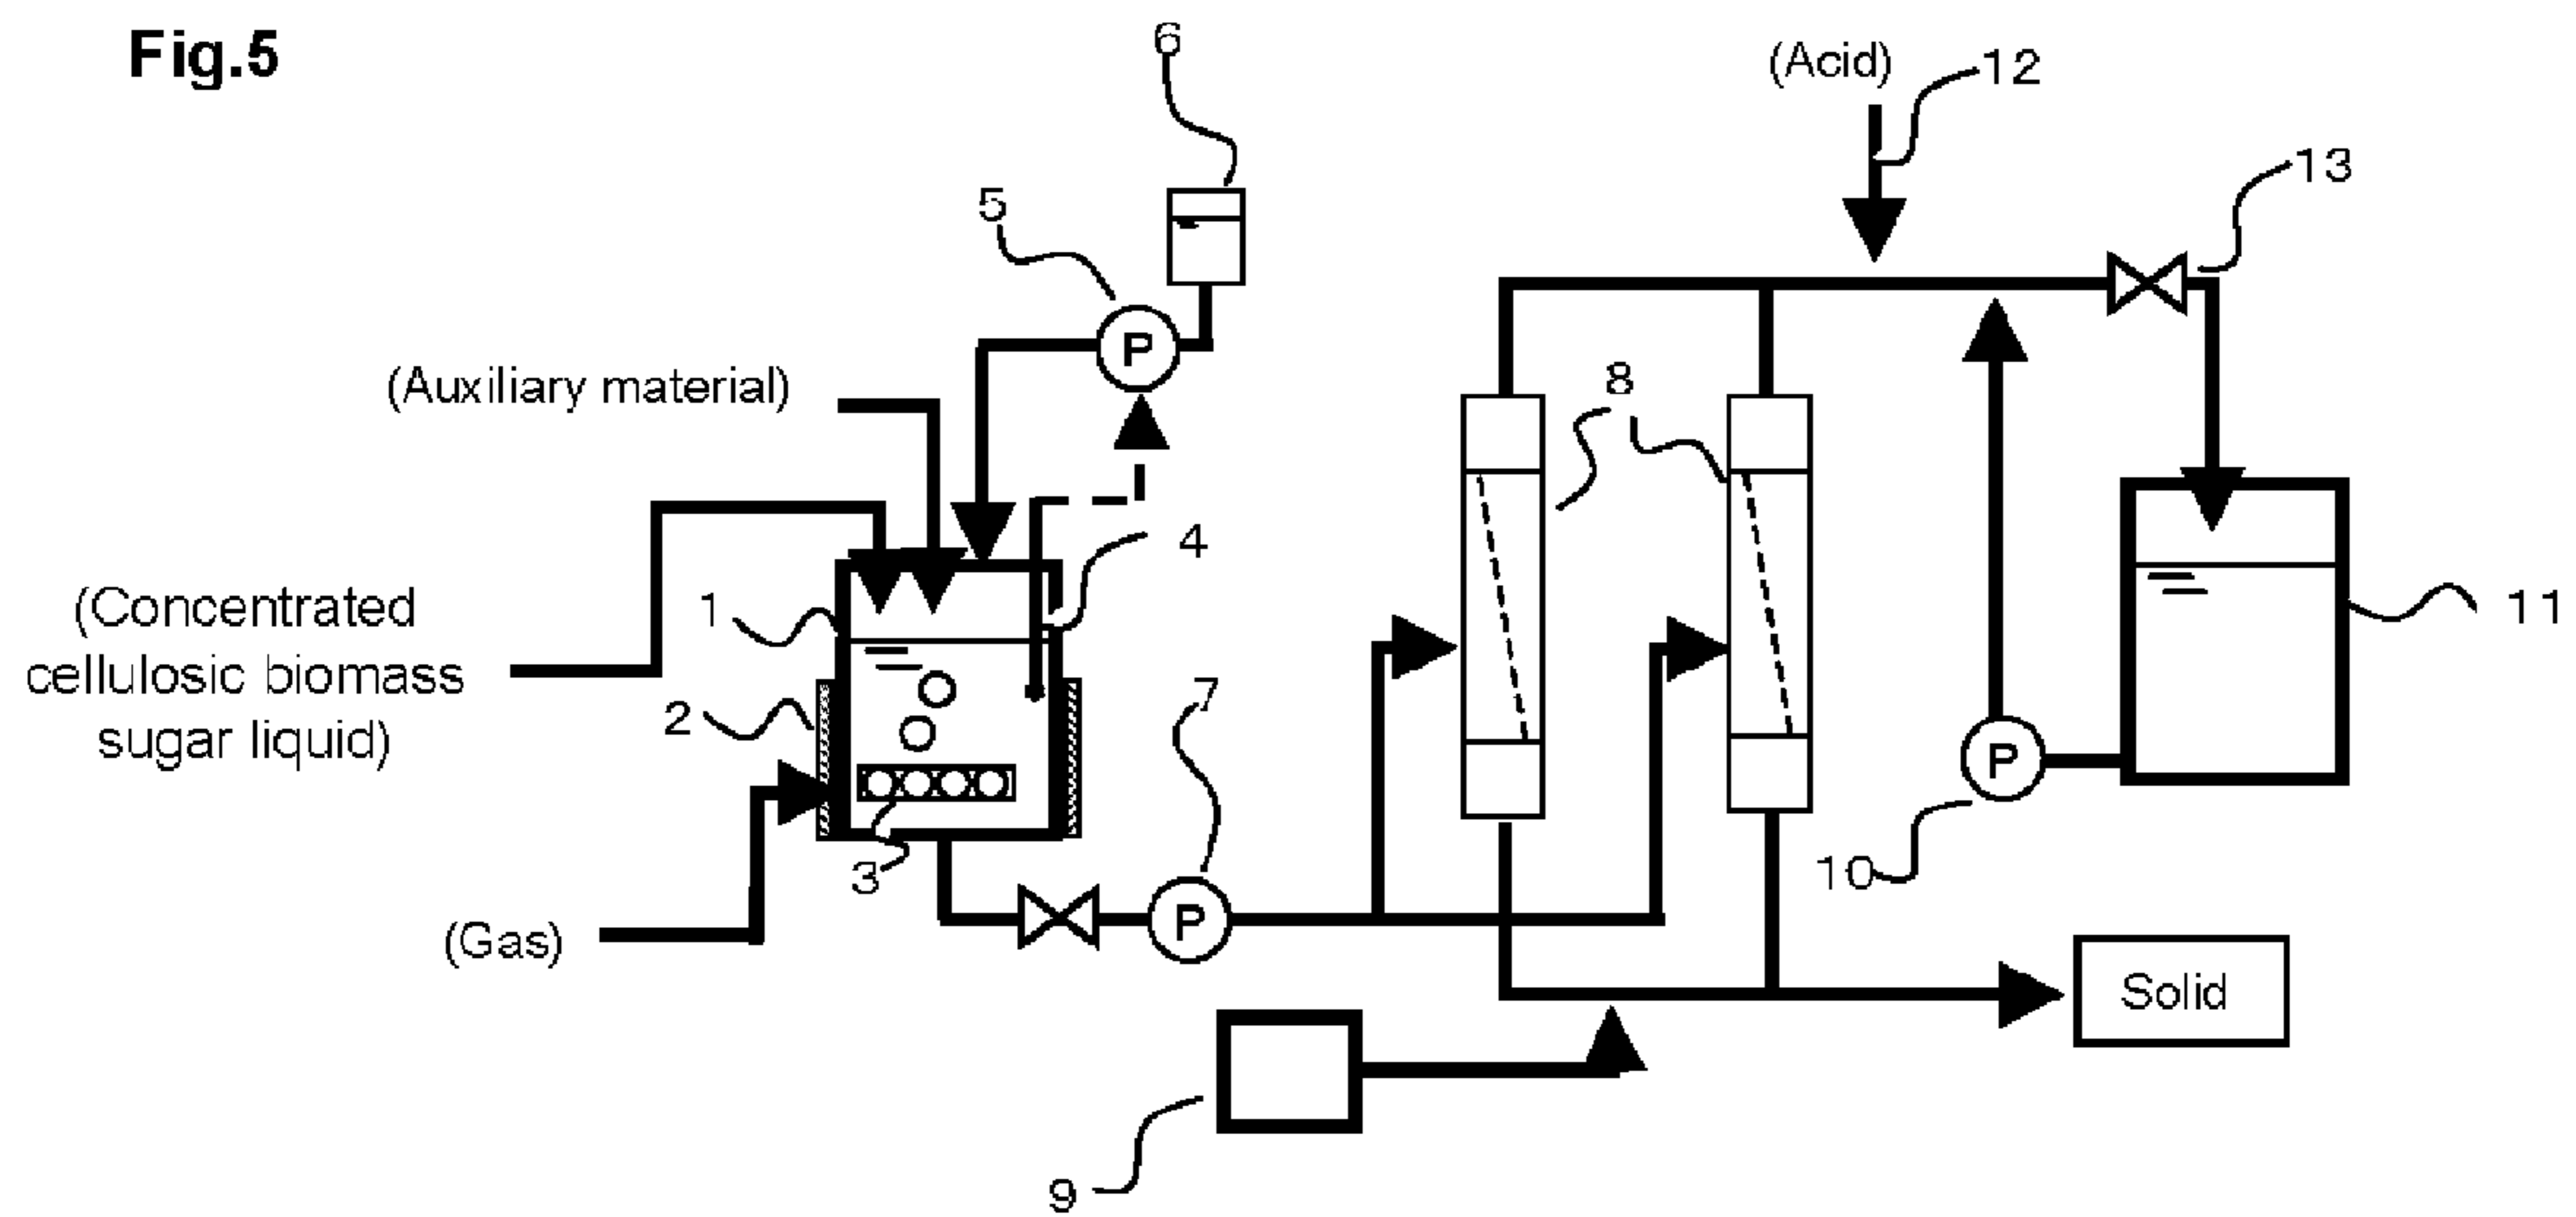 Fig.5
6
(Acid)
12
13
5
P
(Auxiliary material)
8
4
1
(Concentrated
cellulosic biomass
sugar liquid)
11
2
7
P
3
10
P
(Gas)
Solid
9